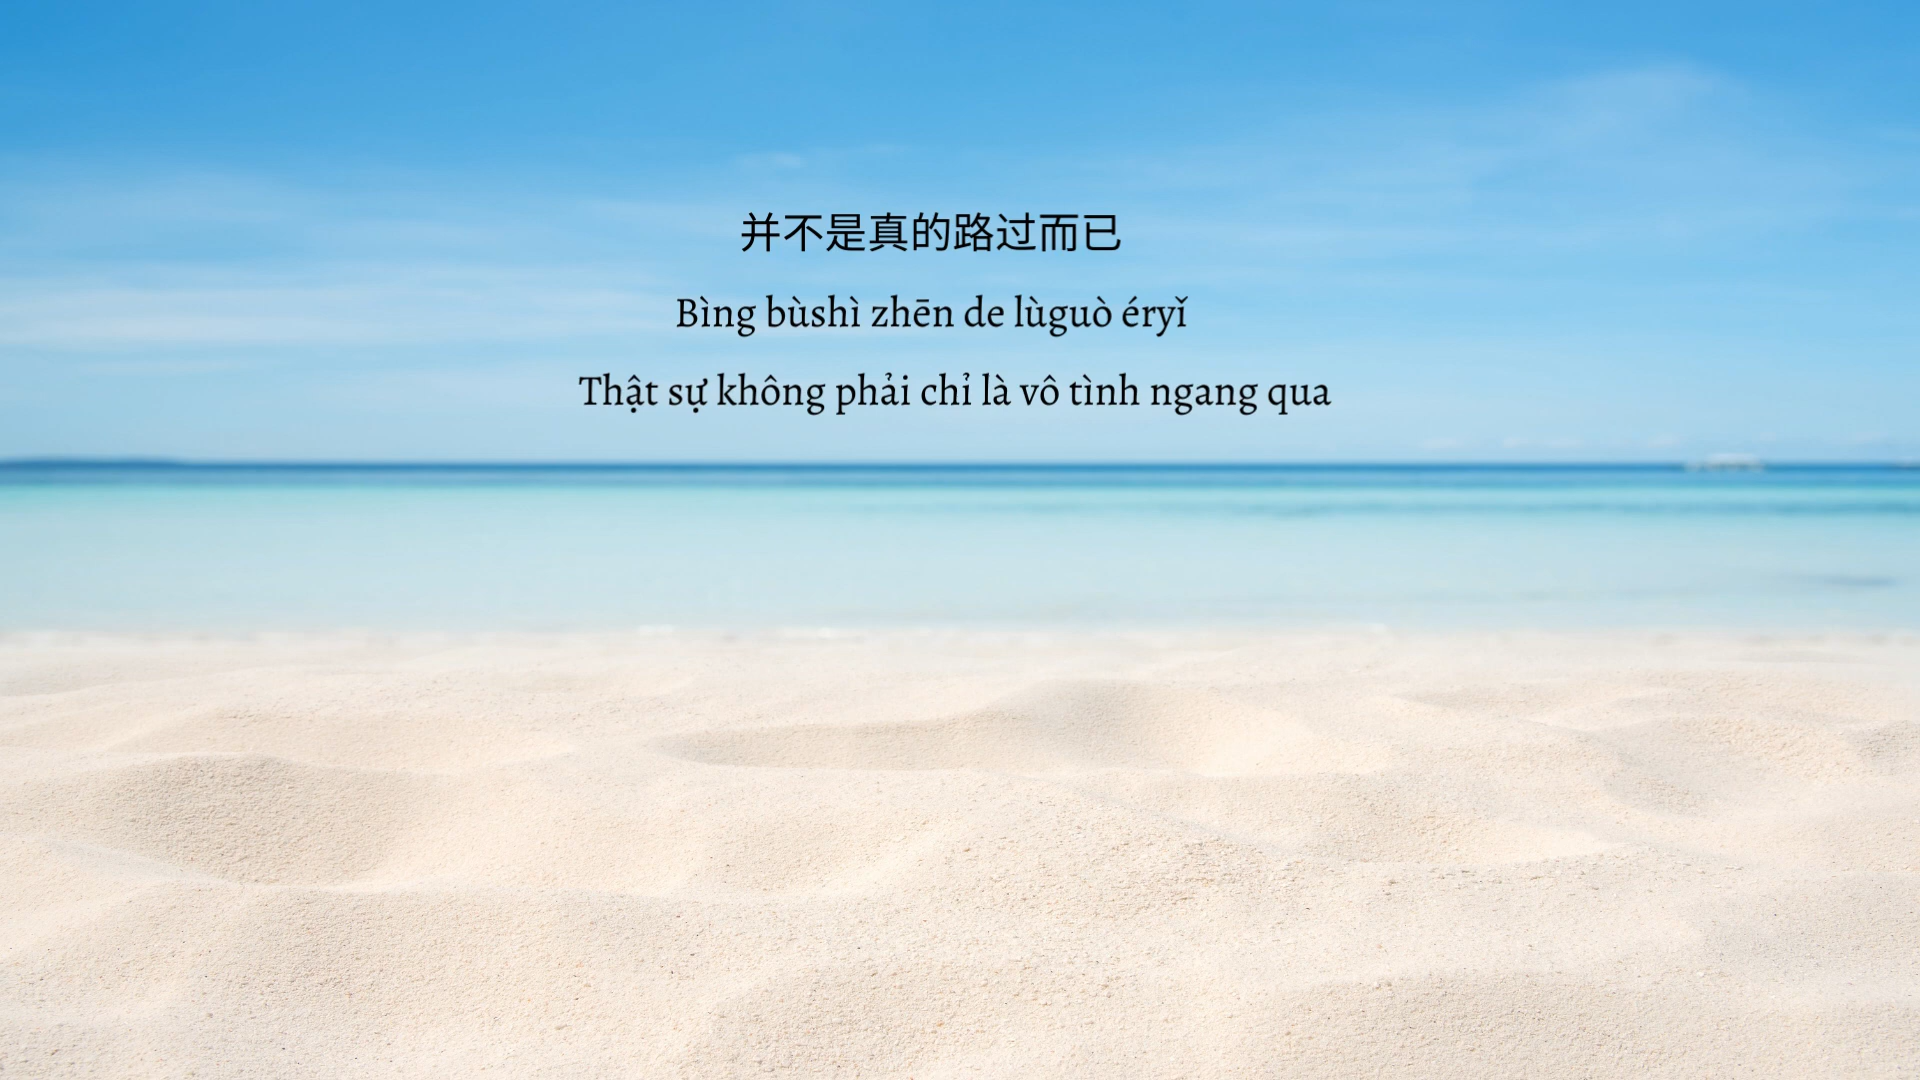 并不是真的路过而已
Bìng bùshì zhēn de lùguò éryǐ
Thật sự không phải chỉ là vô tình ngang qua